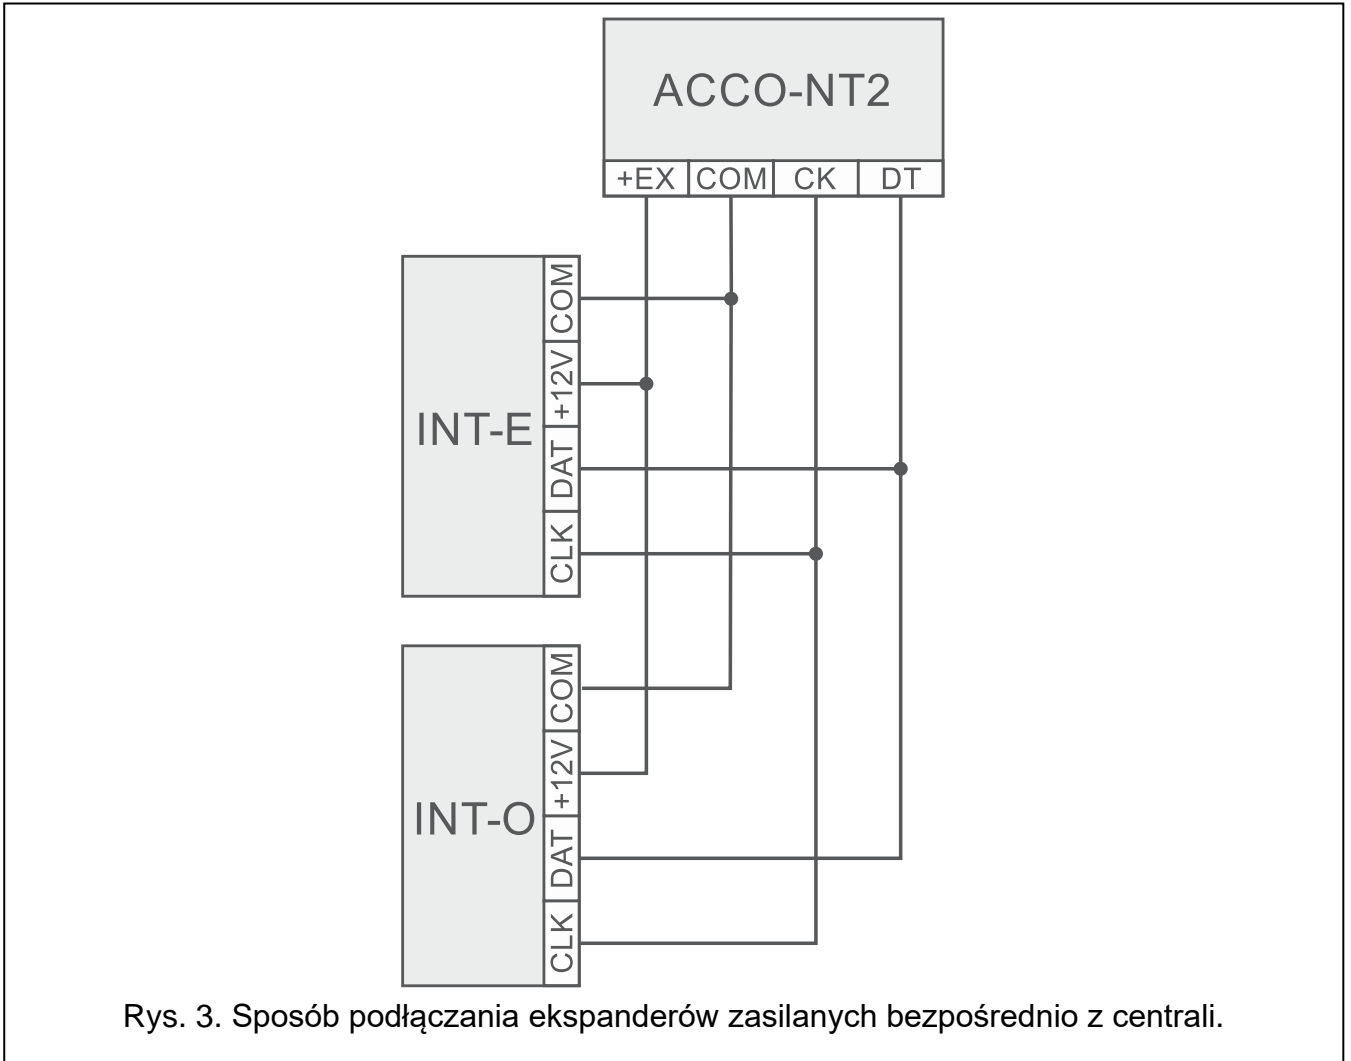 ACCO-NT2
+EX COM CK DT
INT-E
COM
+12V
DAT
CLK
INT-O
COM
+12V
DAT
CLK
Rys. 3. Sposób podłączania ekspanderów zasilanych bezpośrednio z centrali.